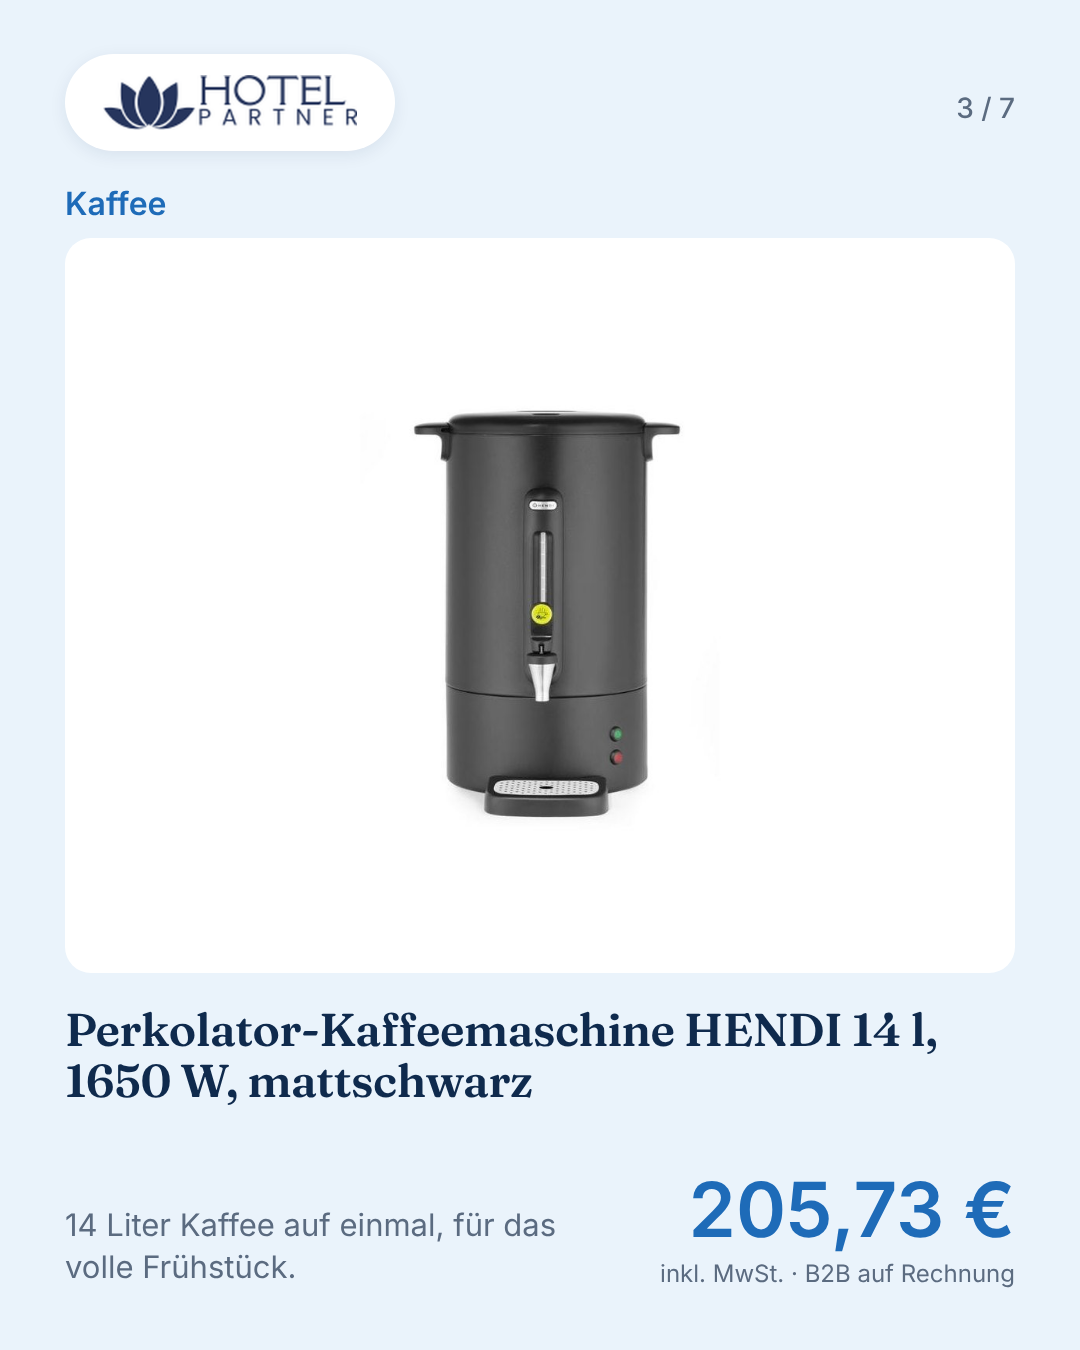 HOTEL
PARTNER
3 / 7
Kaffee
HENDI
Perkolator-Kaffeemaschine HENDI 14 l,
1650 W, mattschwarz
14 Liter Kaffee auf einmal, für das
volle Frühstück.
205,73 €
inkl. MwSt. · B2B auf Rechnung